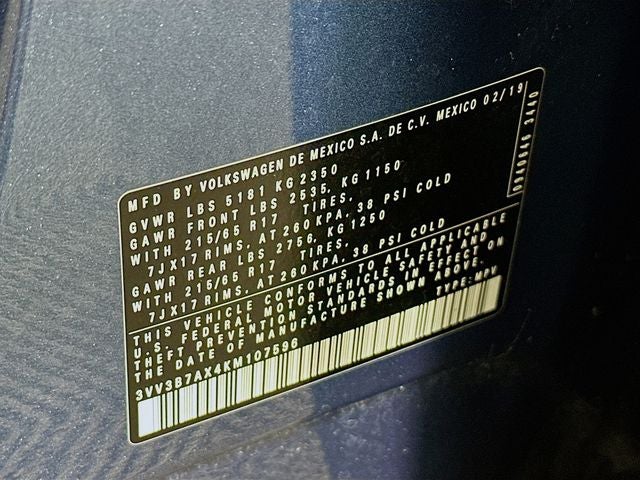 MFD BY VOLKSWAGEN DE MEXICO S.A. DE C.V. MEXICO 02/19
GVWR LBS 5181 KG 2350
GAWR FRONT LBS 2535, KG 1150
WITH 215/65 R17 TIRES,
7JX17 RIMS, AT 260 KPA, 38 PSI COLD
GAWR REAR LBS 2756, KG 1250
WITH 215/65 R17 TIRES,
7JX17 RIMS, AT 260 KPA, 38 PSI COLD
THIS VEHICLE CONFORMS TO ALL APPLICABLE
U.S. FEDERAL MOTOR VEHICLE SAFETY AND
THEFT PREVENTION STANDARDS IN EFFECT ON
THE DATE OF MANUFACTURE SHOWN ABOVE.
3VV3B7AX4KM107596 TYPE: MPV